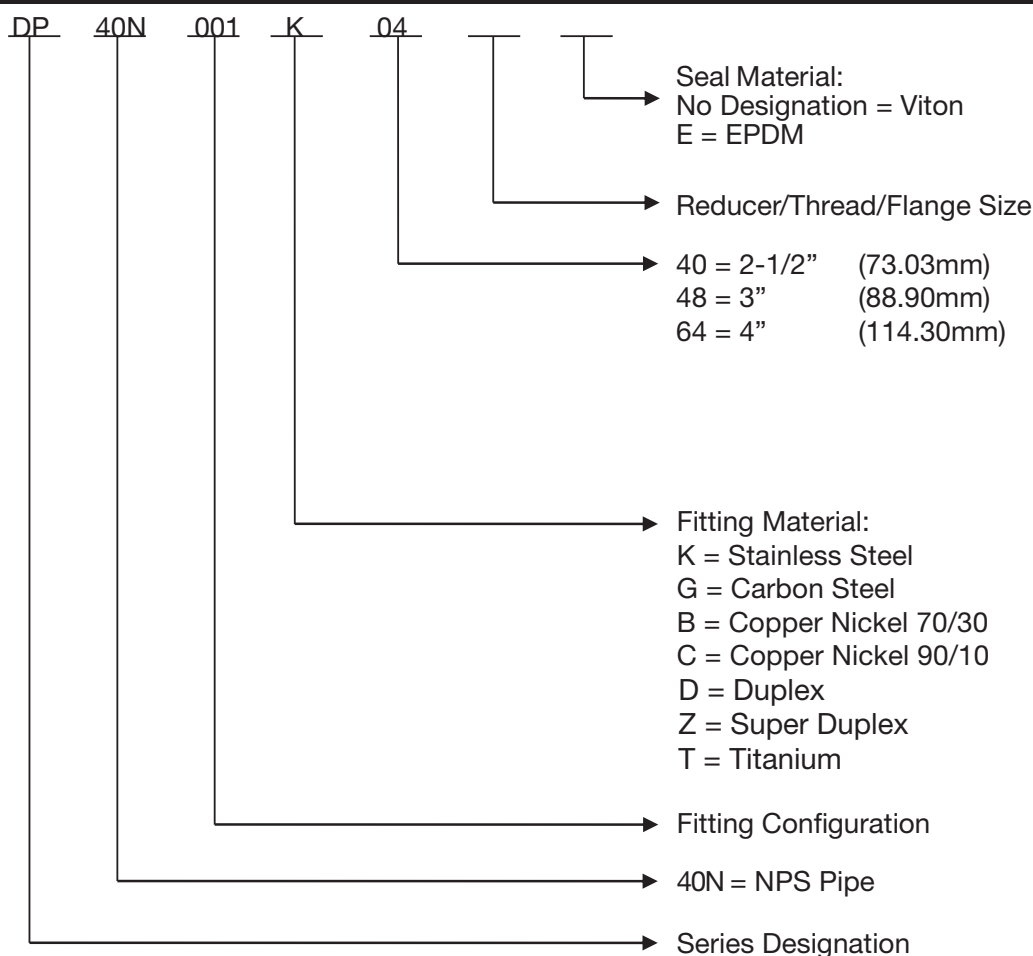 DP 40N 001 K 04
Seal Material:
No Designation = Viton
E = EPDM
Reducer/Thread/Flange Size
40 = 2-1/2” (73.03mm)
48 = 3” (88.90mm)
64 = 4” (114.30mm)
Fitting Material:
K = Stainless Steel
G = Carbon Steel
B = Copper Nickel 70/30
C = Copper Nickel 90/10
D = Duplex
Z = Super Duplex
T = Titanium
Fitting Configuration
40N = NPS Pipe
Series Designation